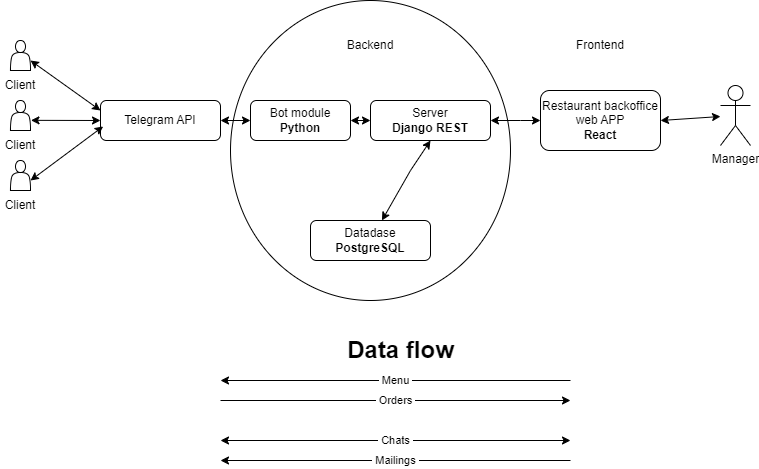 Backend
Frontend
Client
Client
Client
Telegram API
Bot module
Python
Server
Django REST
Restaurant backoffice
web APP
React
Manager
Datadase
PostgreSQL
Data flow
Menu
Orders
Chats
Mailings